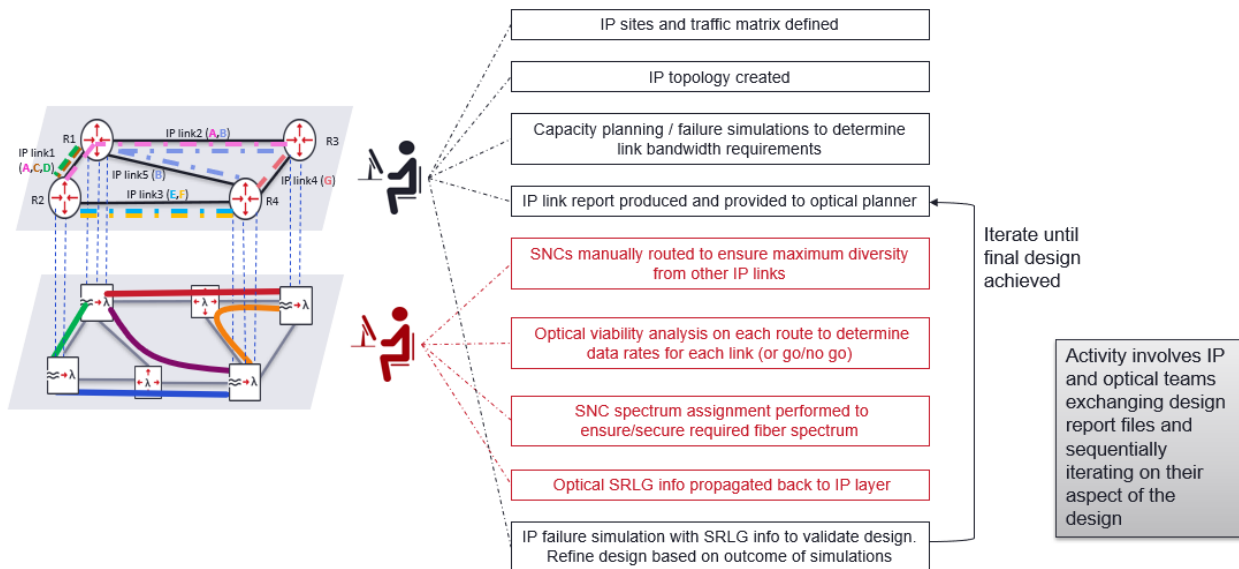 IP sites and traffic matrix defined
IP topology created
Capacity planning / failure simulations to determine
link bandwidth requirements
IP link report produced and provided to optical planner
SNCs manually routed to ensure maximum diversity
from other IP links
Optical viability analysis on each route to determine
data rates for each link (or go/no go)
SNC spectrum assignment performed to
ensure/secure required fiber spectrum
Optical SRLG info propagated back to IP layer
IP failure simulation with SRLG info to validate design.
Refine design based on outcome of simulations
Iterate until
final design
achieved
Activity involves IP
and optical teams
exchanging design
report files and
sequentially
iterating on their
aspect of the
design
R1
IP link2 (A,B)
R3
IP link1
(A,C,D)
IP link5 (B)
IP link4 (G)
R2
IP link3 (E,F)
R4
λ
λ
λ
λ
λ
λ